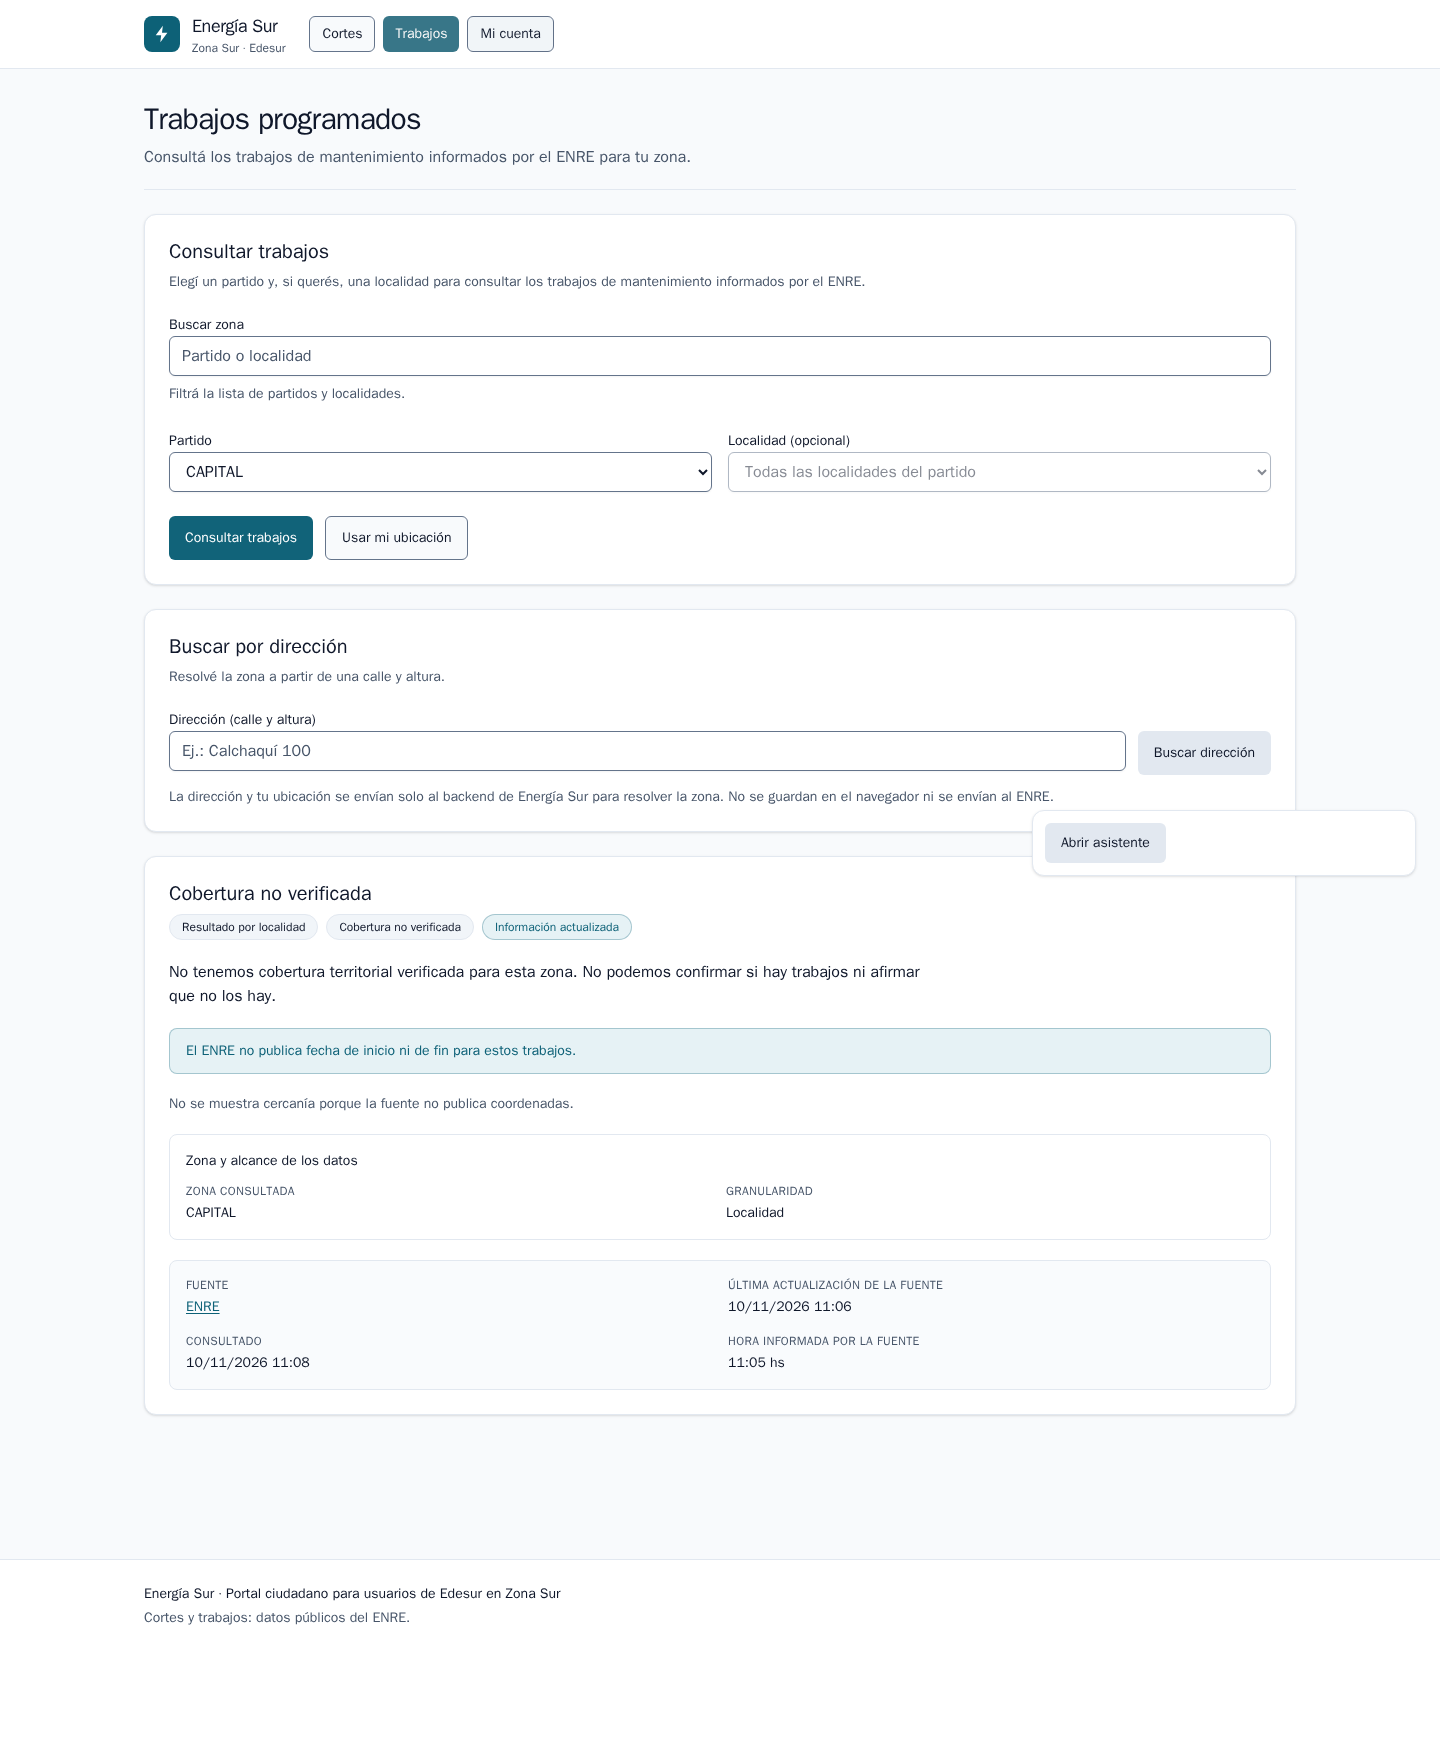 Energía Sur
Zona Sur · Edesur
Cortes
Trabajos
Mi cuenta
Trabajos programados
Consultá los trabajos de mantenimiento informados por el ENRE para tu zona.
Consultar trabajos
Elegí un partido y, si querés, una localidad para consultar los trabajos de mantenimiento informados por el ENRE.
Buscar zona
Partido o localidad
Filtrá la lista de partidos y localidades.
Partido
Localidad (opcional)
CAPITAL
Todas las localidades del partido
Consultar trabajos
Usar mi ubicación
Buscar por dirección
Resolvé la zona a partir de una calle y altura.
Dirección (calle y altura)
Ej.: Calchaquí 100
Buscar dirección
La dirección y tu ubicación se envían solo al backend de Energía Sur para resolver la zona. No se guardan en el navegador ni se envían al ENRE.
Abrir asistente
Cobertura no verificada
Resultado por localidad
Cobertura no verificada
Información actualizada
No tenemos cobertura territorial verificada para esta zona. No podemos confirmar si hay trabajos ni afirmar
que no los hay.
El ENRE no publica fecha de inicio ni de fin para estos trabajos.
No se muestra cercanía porque la fuente no publica coordenadas.
Zona y alcance de los datos
ZONA CONSULTADA
GRANULARIDAD
CAPITAL
Localidad
FUENTE
ÚLTIMA ACTUALIZACIÓN DE LA FUENTE
ENRE
10/11/2026 11:06
CONSULTADO
HORA INFORMADA POR LA FUENTE
10/11/2026 11:08
11:05 hs
Energía Sur · Portal ciudadano para usuarios de Edesur en Zona Sur
Cortes y trabajos: datos públicos del ENRE.